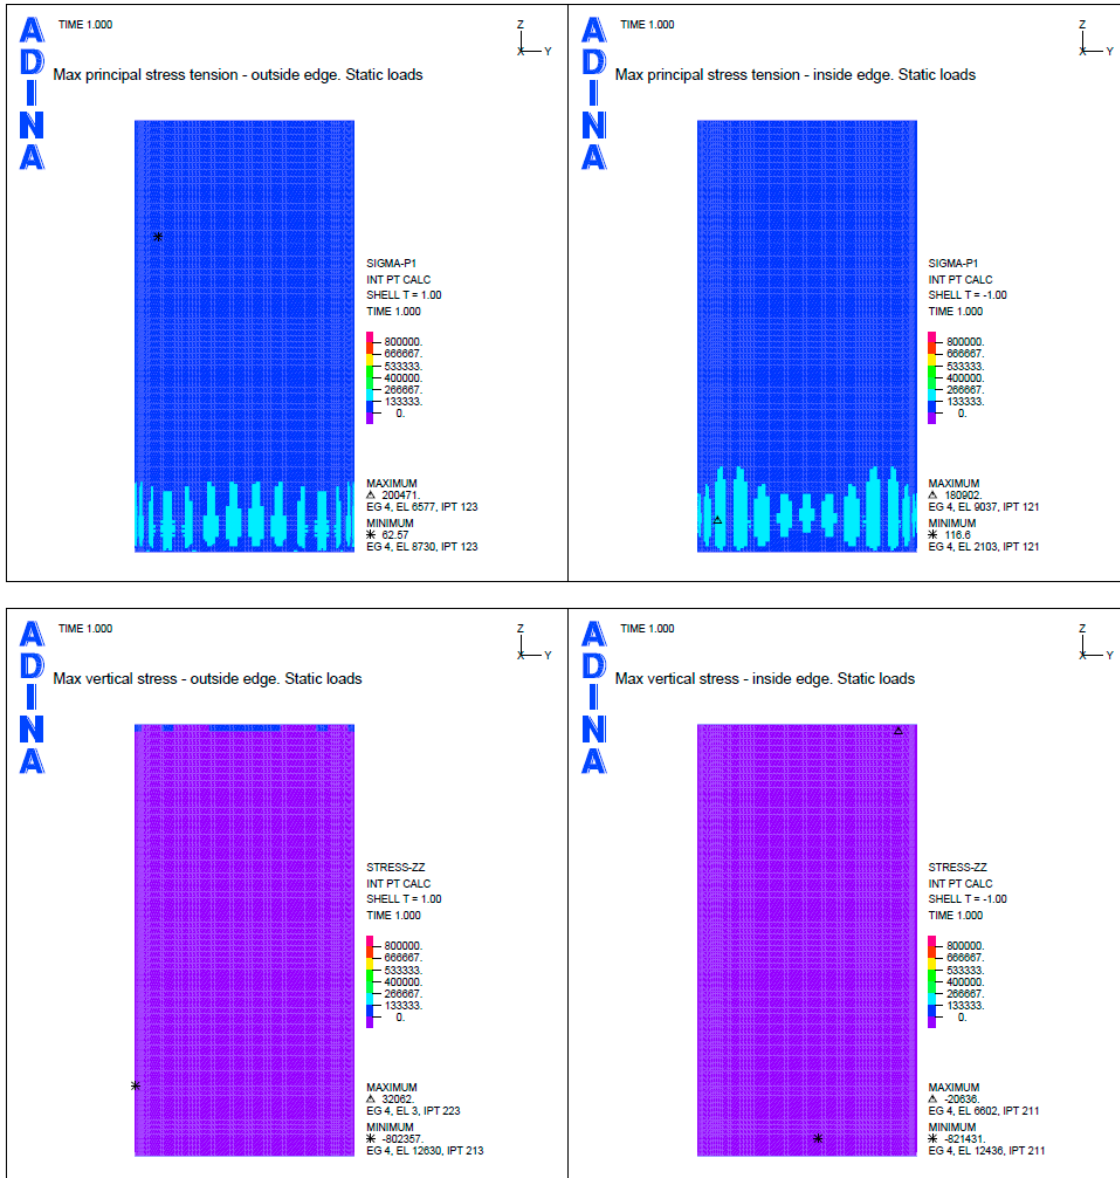 ADINA
TIME 1.000
Z
X Y
Max principal stress tension - outside edge. Static loads
SIGMA-P1
INT PT CALC
SHELL T = 1.00
TIME 1.000
800000.
666667.
533333.
400000.
266667.
133333.
0.
MAXIMUM
200471.
EG 4, EL 6577, IPT 123
MINIMUM
62.57
EG 4, EL 8730, IPT 123
ADINA
TIME 1.000
Z
X Y
Max principal stress tension - inside edge. Static loads
SIGMA-P1
INT PT CALC
SHELL T = -1.00
TIME 1.000
800000.
666667.
533333.
400000.
266667.
133333.
0.
MAXIMUM
180902.
EG 4, EL 9037, IPT 121
MINIMUM
116.6
EG 4, EL 2103, IPT 121
ADINA
TIME 1.000
Z
X Y
Max vertical stress - outside edge. Static loads
STRESS-ZZ
INT PT CALC
SHELL T = 1.00
TIME 1.000
800000.
666667.
533333.
400000.
266667.
133333.
0.
MAXIMUM
32062.
EG 4, EL 3, IPT 223
MINIMUM
-802357.
EG 4, EL 12630, IPT 213
ADINA
TIME 1.000
Z
X Y
Max vertical stress - inside edge. Static loads
STRESS-ZZ
INT PT CALC
SHELL T = -1.00
TIME 1.000
800000.
666667.
533333.
400000.
266667.
133333.
0.
MAXIMUM
-20636.
EG 4, EL 6602, IPT 211
MINIMUM
-821431.
EG 4, EL 12436, IPT 211